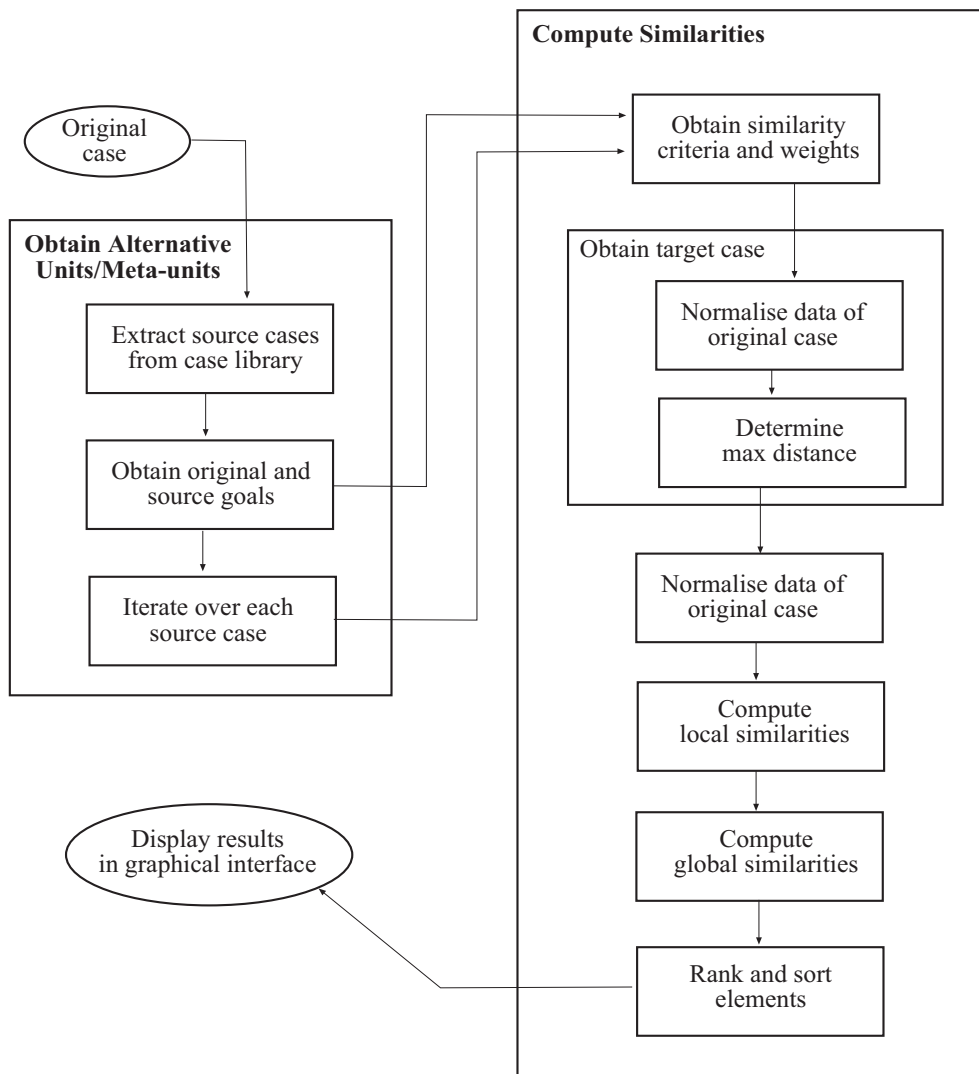 Original
case
Obtain Alternative
Units/Meta-units
Extract source cases
from case library
Obtain original and
source goals
Iterate over each
source case
Display results
in graphical interface
Compute Similarities
Obtain similarity
criteria and weights
Obtain target case
Normalise data of
original case
Determine
max distance
Normalise data of
original case
Compute
local similarities
Compute
global similarities
Rank and sort
elements